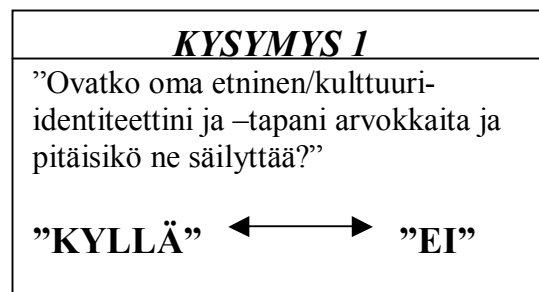 KYSYMYS 1
”Ovatko oma etninen/kulttuuri-
identiteettini ja –tapani arvokkaita ja
pitäisikö ne säilyttää?”
”KYLLÄ” ”EI”